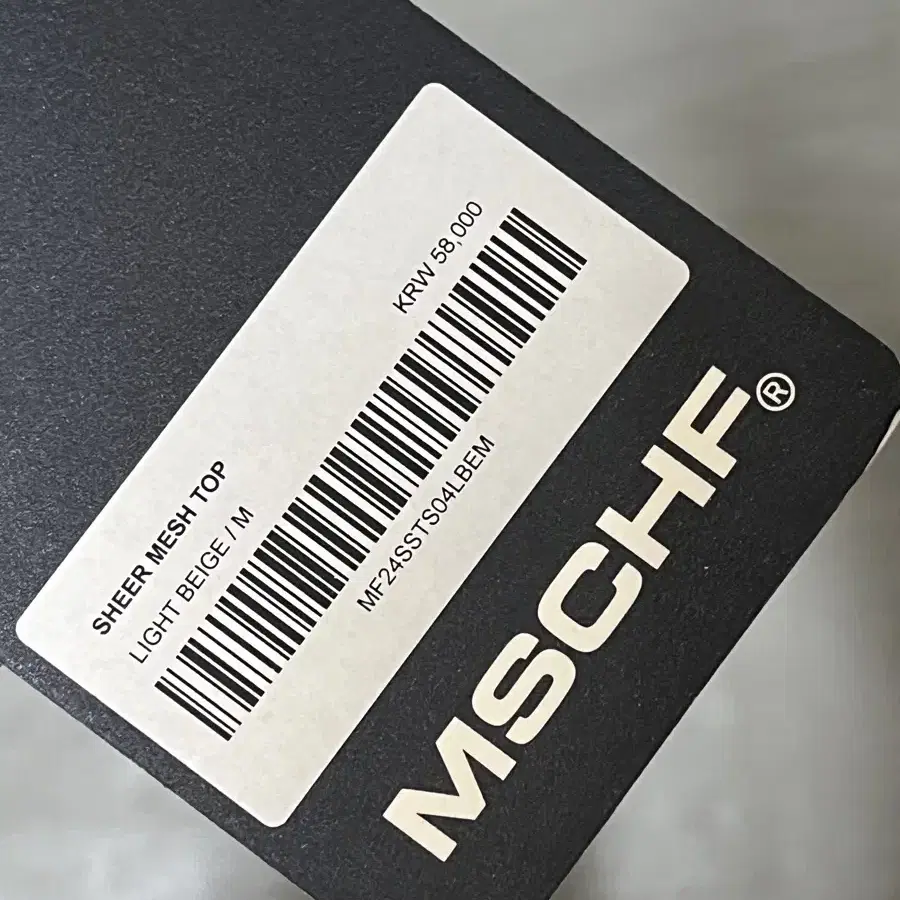 SHEER MESH TOP
LIGHT BEIGE / M
KRW 58,000
MF24SSTS04LBEM
MSCHF®